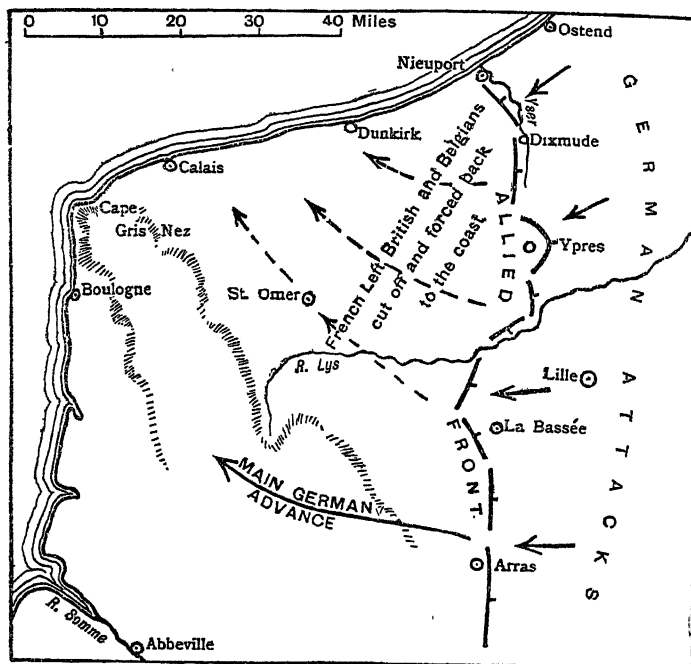 0 10 20 30 40 Miles
Ostend
Nieuport
Yser
Dunkirk
Dixmude
Calais
Cape
Gris Nez
Ypres
Boulogne
St. Omer
French Left British and Belgians
cut off and forced back
to the coast
ALLIED
FRONT.
GERMAN ATTACKS
R. Lys
Lille
La Bassée
MAIN GERMAN
ADVANCE
Arras
R. Somme
Abbeville